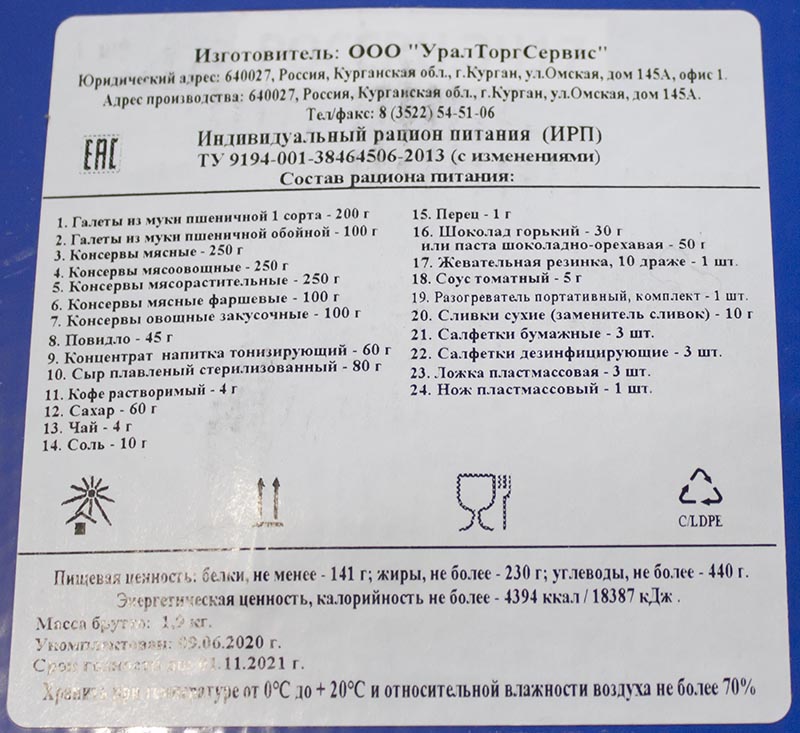 Изготовитель: ООО "УралТоргСервис"
Юридический адрес: 640027, Россия, Курганская обл., г.Курган, ул.Омская, дом 145А, офис 1.
Адрес производства: 640027, Россия, Курганская обл., г.Курган, ул.Омская, дом 145А.
Тел/факс: 8 (3522) 54-51-06
Индивидуальный рацион питания (ИРП)
ЕАС
ТУ 9194-001-38464506-2013 (с изменениями)
Состав рациона питания:
1. Галеты из муки пшеничной 1 сорта - 200 г
2. Галеты из муки пшеничной обойной - 100 г
3. Консервы мясные - 250 г
4. Консервы мясоовощные - 250 г
5. Консервы мясорастительные - 250 г
6. Консервы мясные фаршевые - 100 г
7. Консервы овощные закусочные - 100 г
8. Повидло - 45 г
9. Концентрат напитка тонизирующий - 60 г
10. Сыр плавленый стерилизованный - 80 г
11. Кофе растворимый - 4 г
12. Сахар - 60 г
13. Чай - 4 г
14. Соль - 10 г
15. Перец - 1 г
16. Шоколад горький - 30 г
или паста шоколадно-ореховая - 50 г
17. Жевательная резинка, 10 драже - 1 шт.
18. Соус томатный - 5 г
19. Разогреватель портативный, комплект - 1 шт.
20. Сливки сухие (заменитель сливок) - 10 г
21. Салфетки бумажные - 3 шт.
22. Салфетки дезинфицирующие - 3 шт.
23. Ложка пластмассовая - 3 шт.
24. Нож пластмассовый - 1 шт.
C/LDPE
Пищевая ценность: белки, не менее - 141 г; жиры, не более - 230 г; углеводы, не более - 440 г.
Энергетическая ценность, калорийность не более - 4394 ккал / 18387 кДж .
Масса брутто: 1,9 кг.
Укомплектован: 09.06.2020 г.
Срок годности до: .11.2021 г.
Хранить при температуре от 0°С до + 20°С и относительной влажности воздуха не более 70%